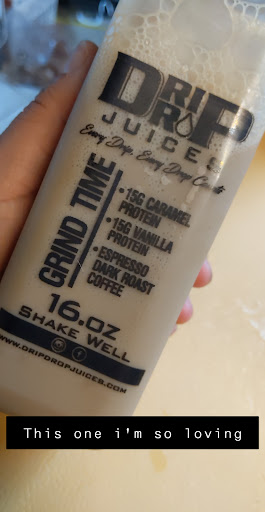 DRIP
DROP
JUICES
Every Drip, Every Drop Counts
GRIND TIME
• 15G CARAMEL
PROTEIN
• 15G VANILLA
PROTEIN
• ESPRESSO
DARK ROAST
COFFEE
16.oz
SHAKE WELL
www.DRIPDROPJUICES.COM
This one i'm so loving